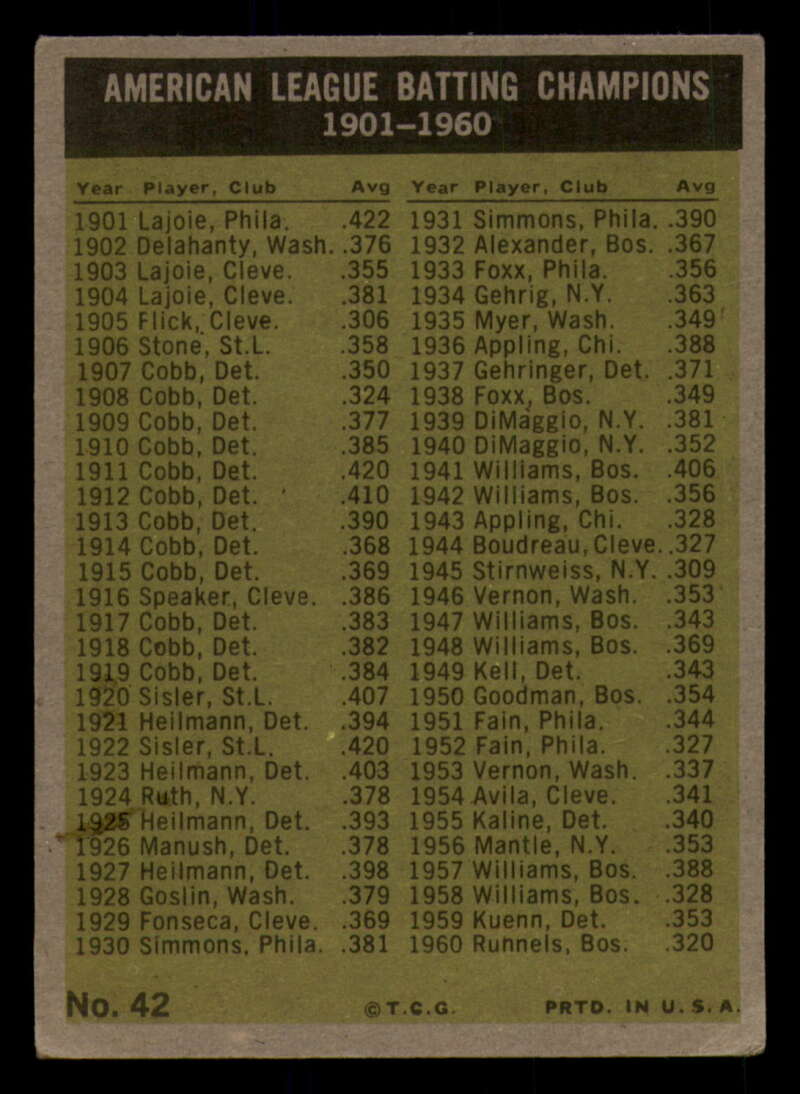 AMERICAN LEAGUE BATTING CHAMPIONS
1901–1960
Year Player, Club Avg
1901 Lajoie, Phila. .422
1902 Delahanty, Wash. .376
1903 Lajoie, Cleve. .355
1904 Lajoie, Cleve. .381
1905 Flick, Cleve. .306
1906 Stone, St.L. .358
1907 Cobb, Det. .350
1908 Cobb, Det. .324
1909 Cobb, Det. .377
1910 Cobb, Det. .385
1911 Cobb, Det. .420
1912 Cobb, Det. .410
1913 Cobb, Det. .390
1914 Cobb, Det. .368
1915 Cobb, Det. .369
1916 Speaker, Cleve. .386
1917 Cobb, Det. .383
1918 Cobb, Det. .382
1919 Cobb, Det. .384
1920 Sisler, St.L. .407
1921 Heilmann, Det. .394
1922 Sisler, St.L. .420
1923 Heilmann, Det. .403
1924 Ruth, N.Y. .378
1925 Heilmann, Det. .393
1926 Manush, Det. .378
1927 Heilmann, Det. .398
1928 Goslin, Wash. .379
1929 Fonseca, Cleve. .369
1930 Simmons, Phila. .381
Year Player, Club Avg
1931 Simmons, Phila. .390
1932 Alexander, Bos. .367
1933 Foxx, Phila. .356
1934 Gehrig, N.Y. .363
1935 Myer, Wash. .349
1936 Appling, Chi. .388
1937 Gehringer, Det. .371
1938 Foxx, Bos. .349
1939 DiMaggio, N.Y. .381
1940 DiMaggio, N.Y. .352
1941 Williams, Bos. .406
1942 Williams, Bos. .356
1943 Appling, Chi. .328
1944 Boudreau, Cleve. .327
1945 Stirnweiss, N.Y. .309
1946 Vernon, Wash. .353
1947 Williams, Bos. .343
1948 Williams, Bos. .369
1949 Kell, Det. .343
1950 Goodman, Bos. .354
1951 Fain, Phila. .344
1952 Fain, Phila. .327
1953 Vernon, Wash. .337
1954 Avila, Cleve. .341
1955 Kaline, Det. .340
1956 Mantle, N.Y. .353
1957 Williams, Bos. .388
1958 Williams, Bos. .328
1959 Kuenn, Det. .353
1960 Runnels, Bos. .320
No. 42 © T.C.G. PRTD. IN U.S.A.